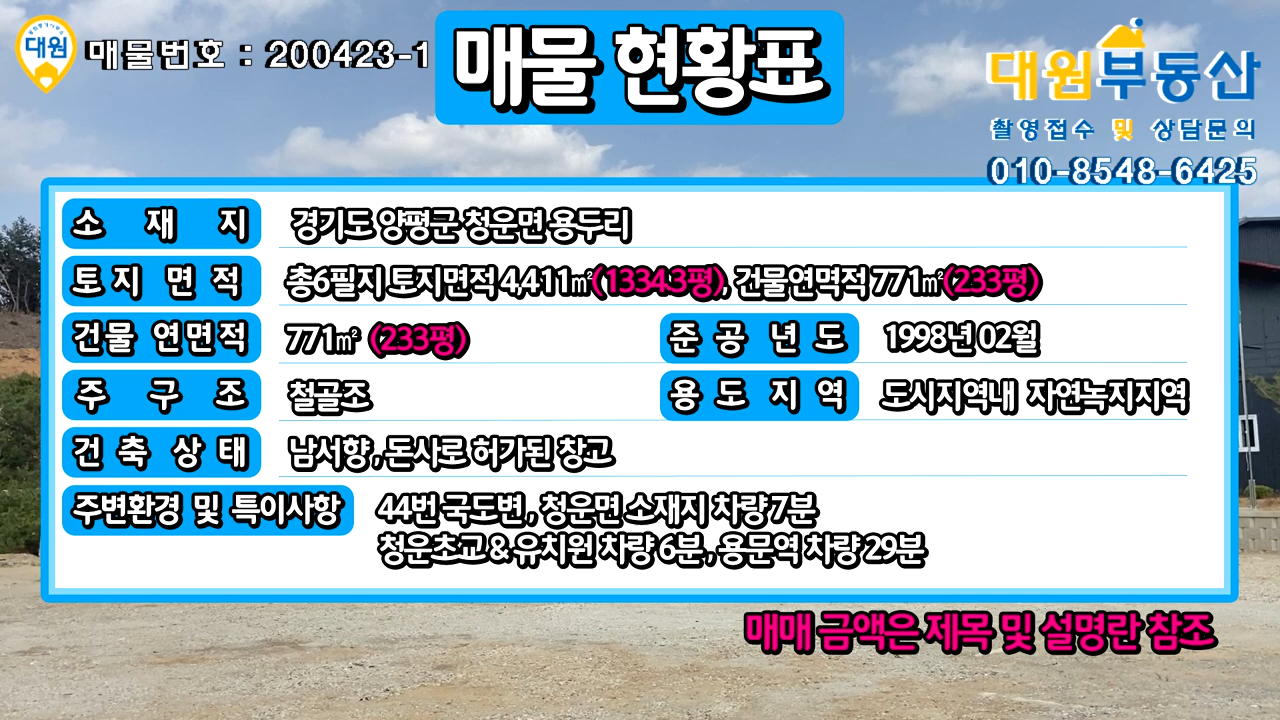 대원
매물번호 : 200423-1
매물 현황표
대원부동산
촬영접수 및 상담문의
010-8548-6425
소 재 지 경기도 양평군 청운면 용두리
토지 면적 총6필지 토지면적 4,411㎡(1334.3평), 건물연멱적 771㎡(233평)
건물 연면적 771㎡ (233평) 준공 년도 1998년 02월
주 구 조 철골조 용도 지역 도시지역내 자연녹지지역
건축 상태 남서향, 돈사로 허가된 창고
주변환경 및 특이사항 44번 국도변, 청운면 소재지 차량 7분
청운초교 & 유치원 차량 6분, 용문역 차량 29분
매매 금액은 제목 및 설명란 참조